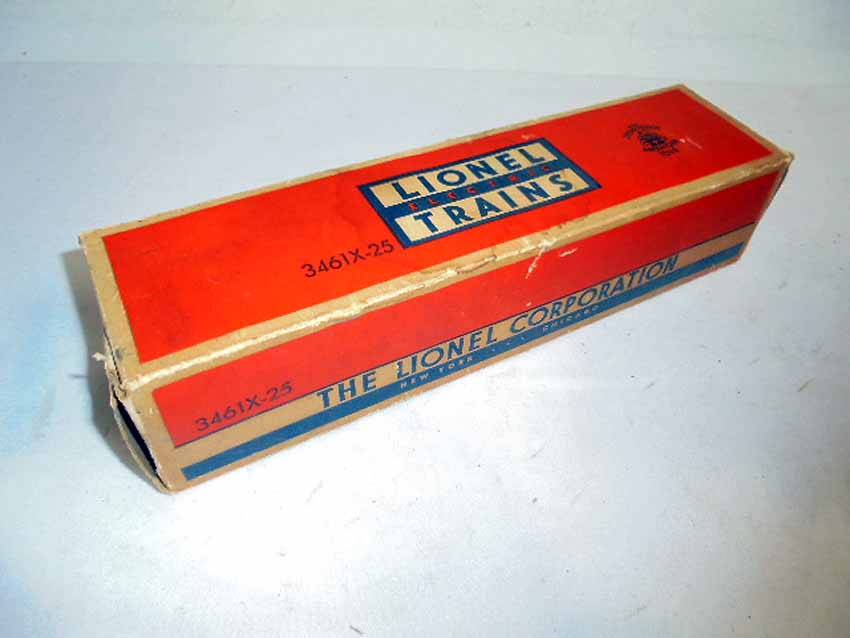 LIONEL
ELECTRIC
TRAINS
3461X-25
3461X-25
THE LIONEL CORPORATION
NEW YORK . . . CHICAGO